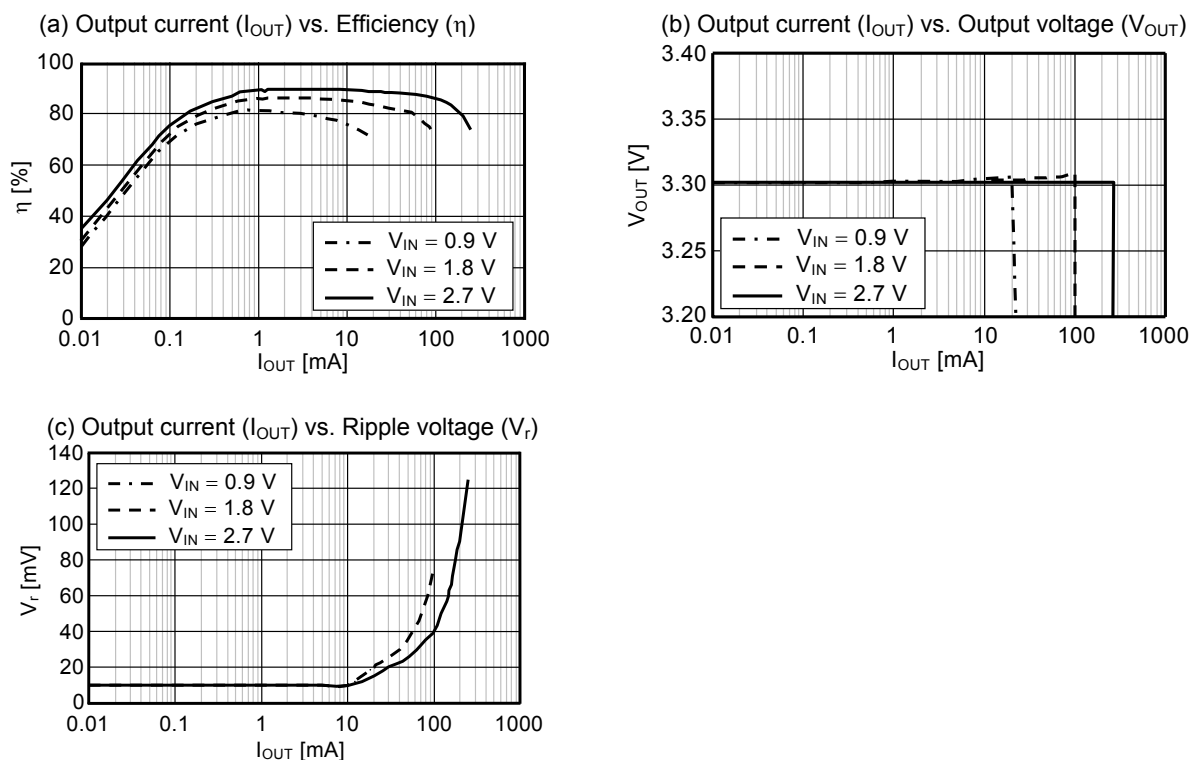 (a) Output current (IOUT) vs. Efficiency (η)
100
80
60
40
20
0
η [%]
VIN = 0.9 V
VIN = 1.8 V
VIN = 2.7 V
0.01 0.1 1 10 100 1000
IOUT [mA]
(b) Output current (IOUT) vs. Output voltage (VOUT)
3.40
3.35
3.30
3.25
3.20
VOUT [V]
VIN = 0.9 V
VIN = 1.8 V
VIN = 2.7 V
0.01 0.1 1 10 100 1000
IOUT [mA]
(c) Output current (IOUT) vs. Ripple voltage (Vr)
140
120
100
80
60
40
20
0
Vr [mV]
VIN = 0.9 V
VIN = 1.8 V
VIN = 2.7 V
0.01 0.1 1 10 100 1000
IOUT [mA]